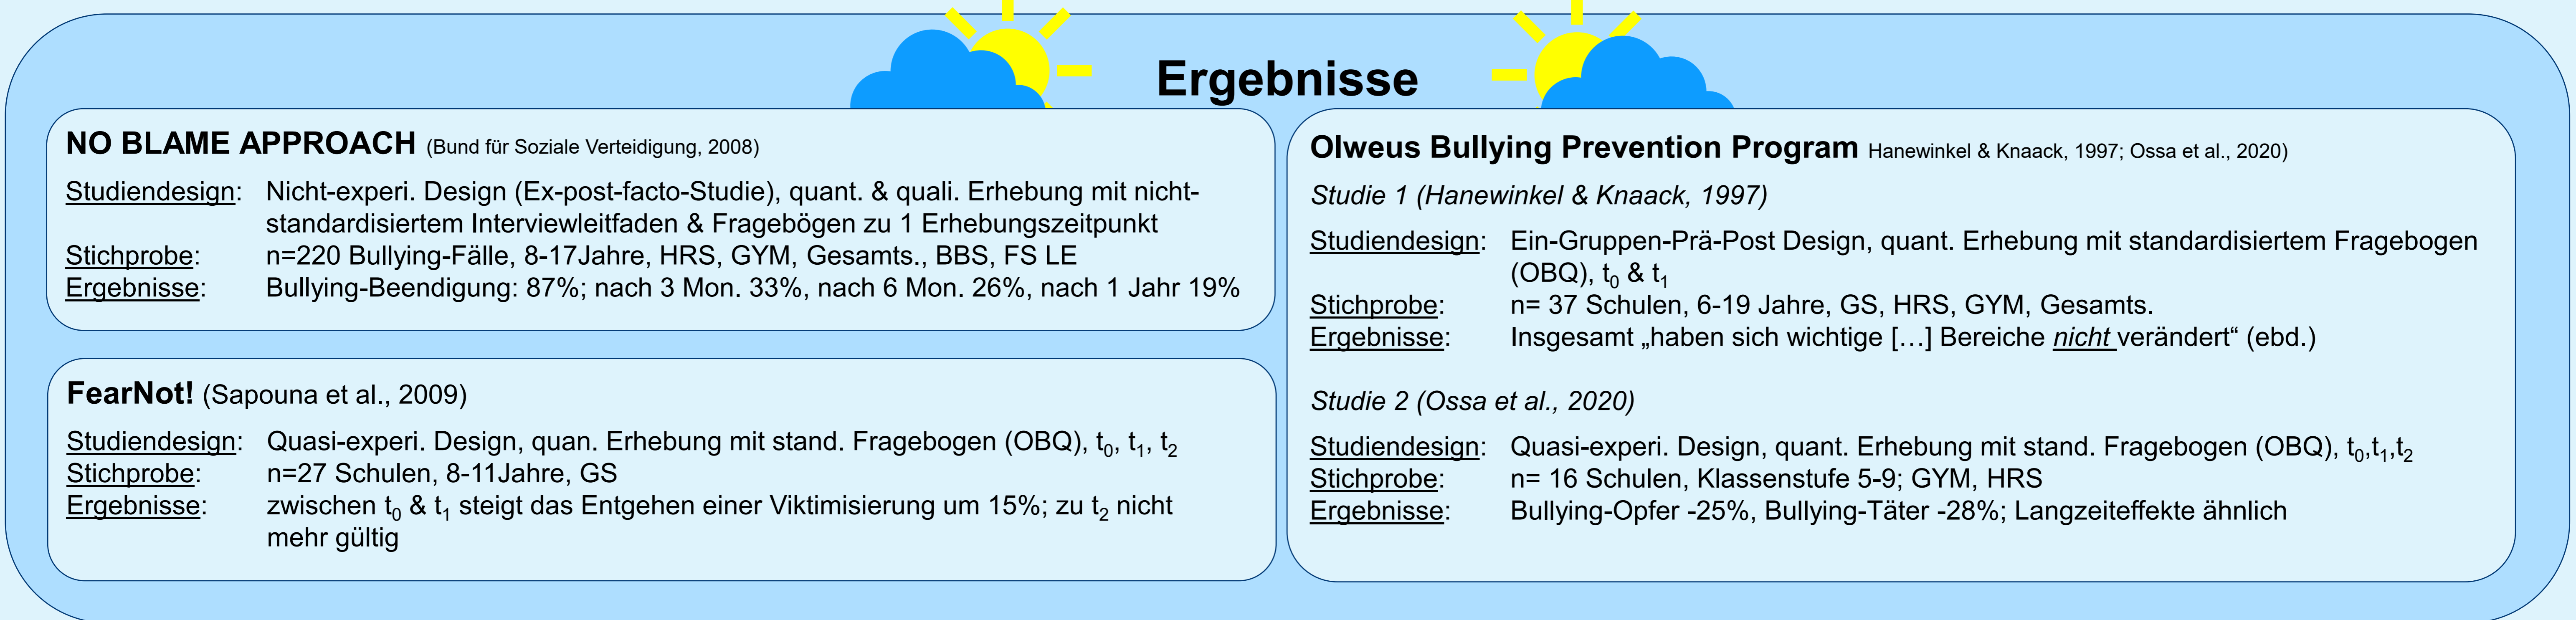 Ergebnisse
NO BLAME APPROACH (Bund für Soziale Verteidigung, 2008)
Studiendesign: Nicht-experi. Design (Ex-post-facto-Studie), quant. & quali. Erhebung mit nicht-
standardisiertem Interviewleitfaden & Fragebögen zu 1 Erhebungszeitpunkt
Stichprobe: n=220 Bullying-Fälle, 8-17Jahre, HRS, GYM, Gesamts., BBS, FS LE
Ergebnisse: Bullying-Beendigung: 87%; nach 3 Mon. 33%, nach 6 Mon. 26%, nach 1 Jahr 19%
FearNot! (Sapouna et al., 2009)
Studiendesign: Quasi-experi. Design, quan. Erhebung mit stand. Fragebogen (OBQ), t₀, t₁, t₂
Stichprobe: n=27 Schulen, 8-11Jahre, GS
Ergebnisse: zwischen t₀ & t₁ steigt das Entgehen einer Viktimisierung um 15%; zu t₂ nicht
mehr gültig
Olweus Bullying Prevention Program Hanewinkel & Knaack, 1997; Ossa et al., 2020)
Studie 1 (Hanewinkel & Knaack, 1997)
Studiendesign: Ein-Gruppen-Prä-Post Design, quant. Erhebung mit standardisiertem Fragebogen
(OBQ), t₀ & t₁
Stichprobe: n= 37 Schulen, 6-19 Jahre, GS, HRS, GYM, Gesamts.
Ergebnisse: Insgesamt „haben sich wichtige […] Bereiche nicht verändert“ (ebd.)
Studie 2 (Ossa et al., 2020)
Studiendesign: Quasi-experi. Design, quant. Erhebung mit stand. Fragebogen (OBQ), t₀,t₁,t₂
Stichprobe: n= 16 Schulen, Klassenstufe 5-9; GYM, HRS
Ergebnisse: Bullying-Opfer -25%, Bullying-Täter -28%; Langzeiteffekte ähnlich